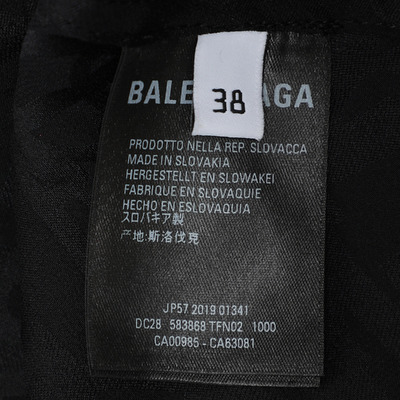 BALE AGA
38
PRODOTTO NELLA REP. SLOVACCA
MADE IN SLOVAKIA
HERGESTELLT EN SLOWAKEI
FABRIQUE EN SLOVAQUIE
HECHO EN ESLOVAQUIA
スロバキア製
产地:斯洛伐克
JP57 2019 01341
DC28 583868 TFN02 1000
CA00985 - CA63081